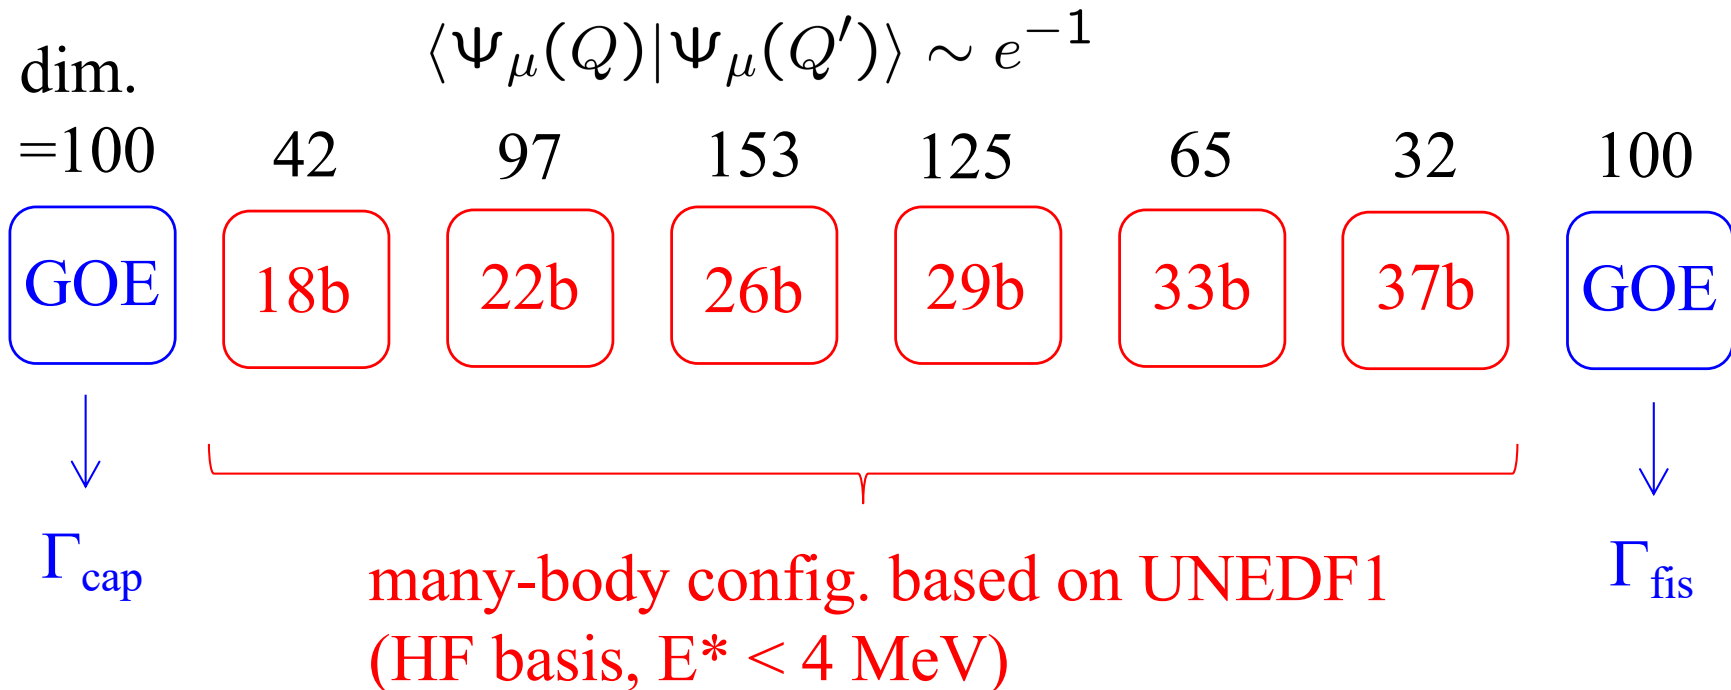 ⟨Ψ_μ(Q)|Ψ_μ(Q′)⟩ ∼ e^{−1}
dim.
=100 42 97 153 125 65 32 100
GOE 18b 22b 26b 29b 33b 37b GOE
Γ_cap Γ_fis
many-body config. based on UNEDF1
(HF basis, E* < 4 MeV)